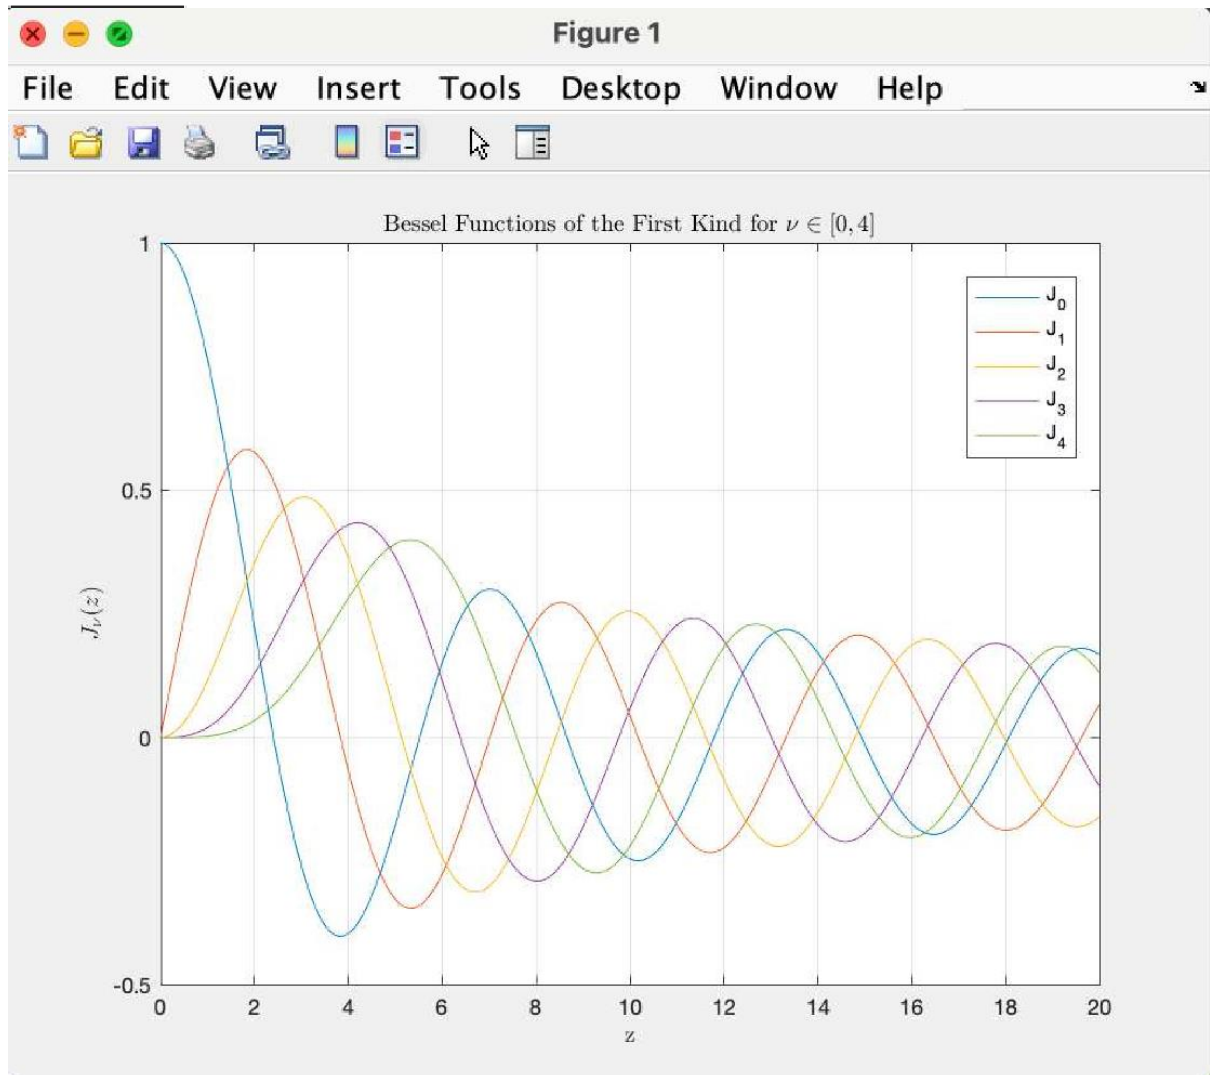 Figure 1
File Edit View Insert Tools Desktop Window Help
Bessel Functions of the First Kind for ν ∈ [0, 4]
1
0.5
0
-0.5
J_ν(z)
J_0
J_1
J_2
J_3
J_4
0 2 4 6 8 10 12 14 16 18 20
z